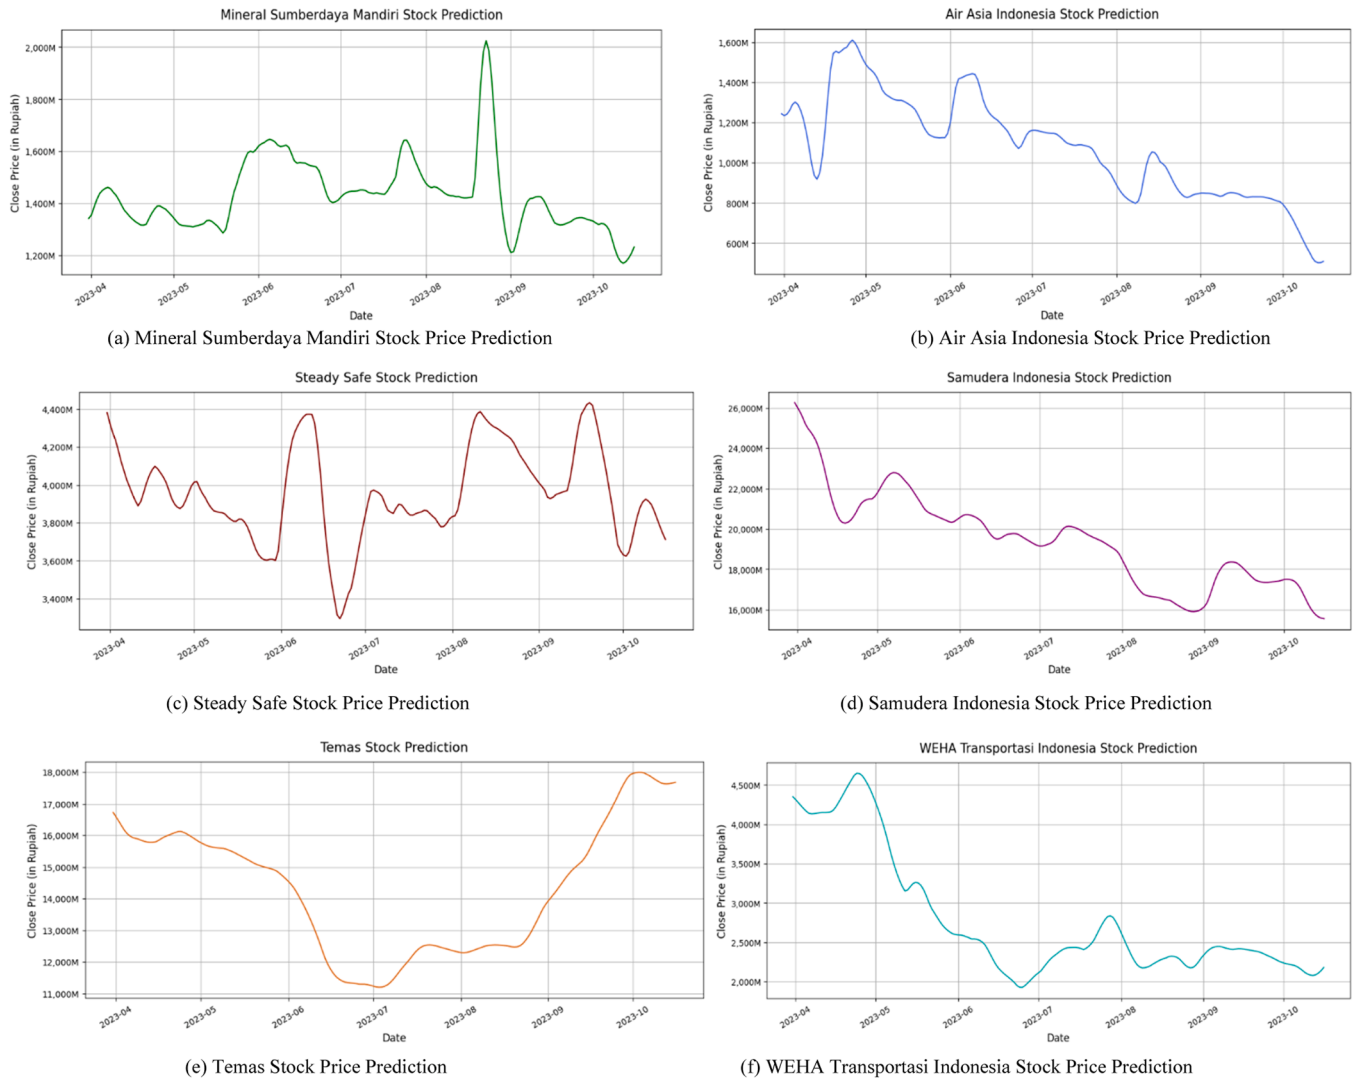 Mineral Sumberdaya Mandiri Stock Prediction
Close Price (in Rupiah)
2,000M
1,800M
1,600M
1,400M
1,200M
2023-04
2023-05
2023-06
2023-07
2023-08
2023-09
2023-10
Date
(a) Mineral Sumberdaya Mandiri Stock Price Prediction
Air Asia Indonesia Stock Prediction
Close Price (in Rupiah)
1,600M
1,400M
1,200M
1,000M
800M
600M
2023-04
2023-05
2023-06
2023-07
2023-08
2023-09
2023-10
Date
(b) Air Asia Indonesia Stock Price Prediction
Steady Safe Stock Prediction
Close Price (in Rupiah)
4,400M
4,200M
4,000M
3,800M
3,600M
3,400M
2023-04
2023-05
2023-06
2023-07
2023-08
2023-09
2023-10
Date
(c) Steady Safe Stock Price Prediction
Samudera Indonesia Stock Prediction
Close Price (in Rupiah)
26,000M
24,000M
22,000M
20,000M
18,000M
16,000M
2023-04
2023-05
2023-06
2023-07
2023-08
2023-09
2023-10
Date
(d) Samudera Indonesia Stock Price Prediction
Temas Stock Prediction
Close Price (in Rupiah)
18,000M
17,000M
16,000M
15,000M
14,000M
13,000M
12,000M
11,000M
2023-04
2023-05
2023-06
2023-07
2023-08
2023-09
2023-10
Date
(e) Temas Stock Price Prediction
WEHA Transportasi Indonesia Stock Prediction
Close Price (in Rupiah)
4,500M
4,000M
3,500M
3,000M
2,500M
2,000M
2023-04
2023-05
2023-06
2023-07
2023-08
2023-09
2023-10
Date
(f) WEHA Transportasi Indonesia Stock Price Prediction